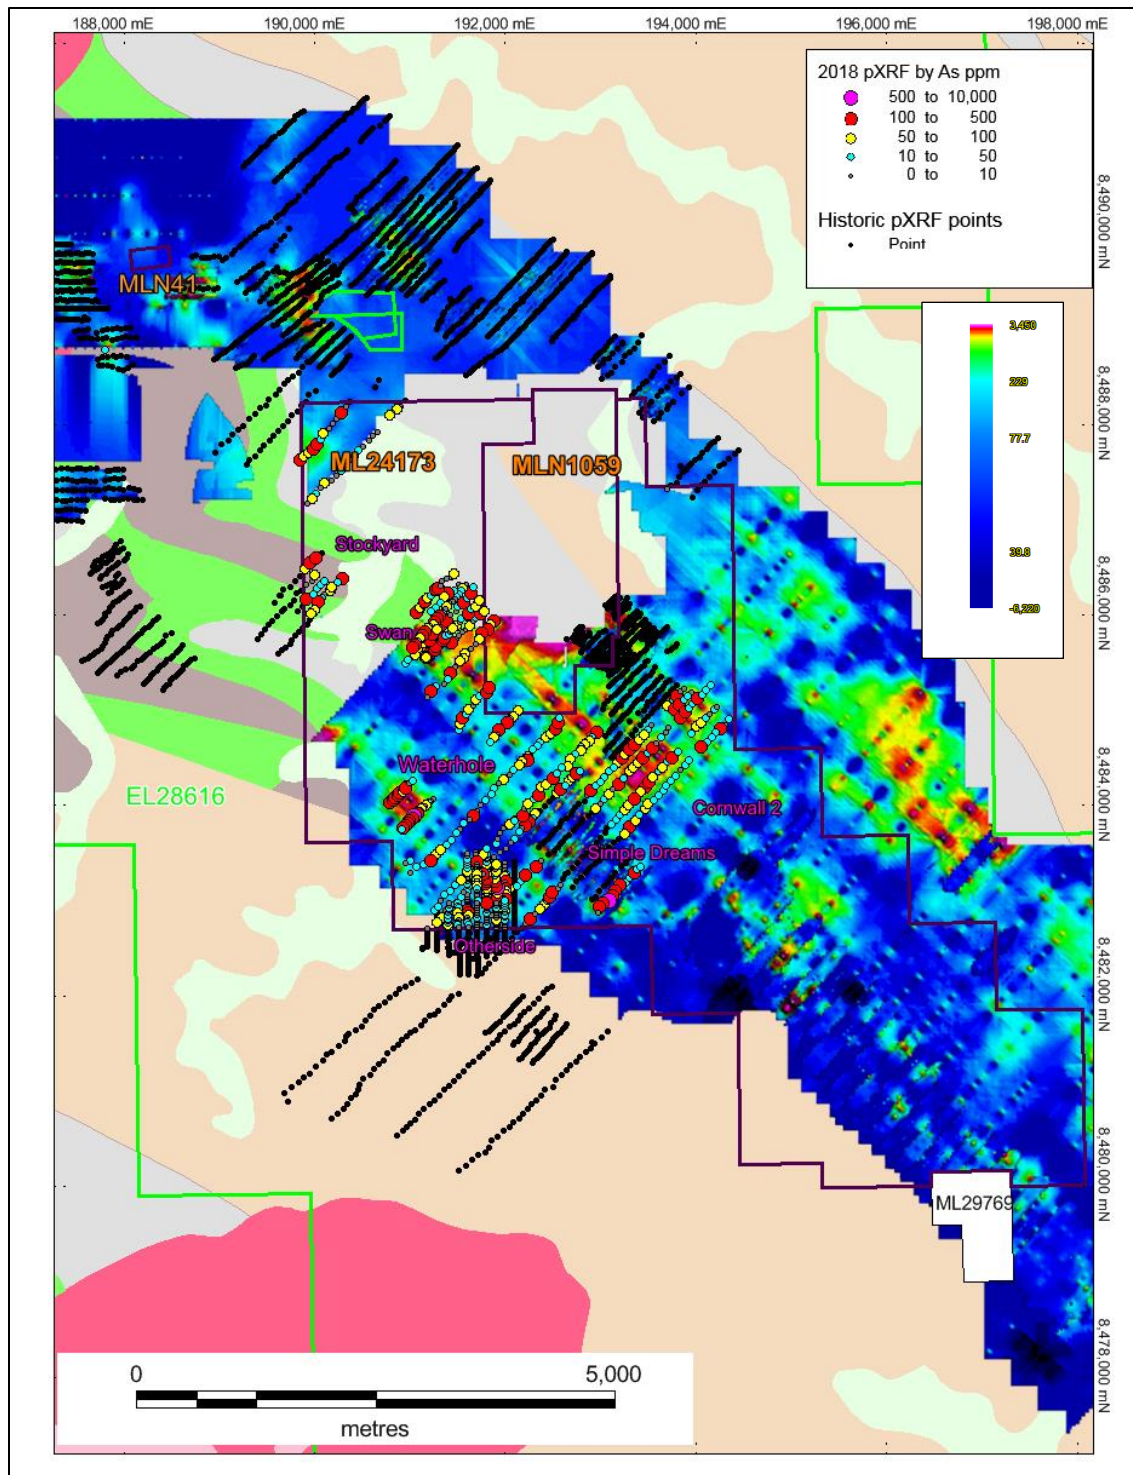 188,000 mE 190,000 mE 192,000 mE 194,000 mE 196,000 mE 198,000 mE
2018 pXRF by As ppm
500 to 10,000
100 to 500
50 to 100
10 to 50
0 to 10
Historic pXRF points
Point
8,490,000 mN
MLN41
3,450
229
77.7
39.8
-6,220
8,488,000 mN
ML24173
MLN1059
Stockyard
8,486,000 mN
Swan
Waterhole
EL28616
Cornwall 2
8,484,000 mN
Simple Dreams
Otherside
8,482,000 mN
8,480,000 mN
ML29769
8,478,000 mN
0 5,000
metres